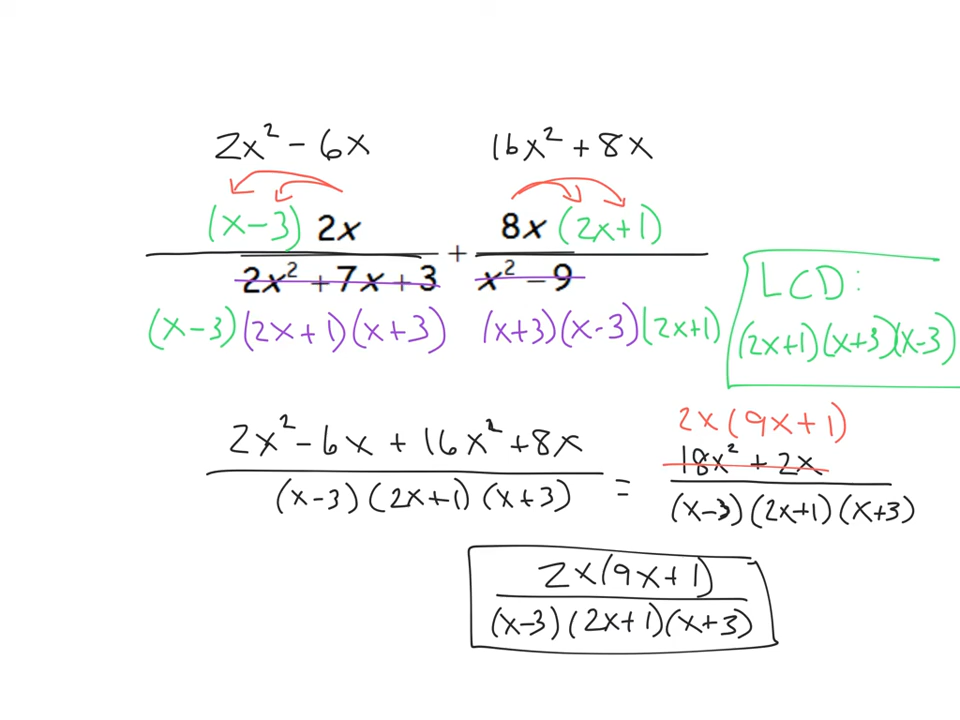 2x² - 6x 16x² + 8x
(x-3) 2x + 8x (2x+1)
2x² + 7x + 3 x² - 9
(x-3)(2x+1)(x+3) (x+3)(x-3)(2x+1)
LCD:
(2x+1)(x+3)(x-3)
2x² - 6x + 16x² + 8x
(x-3)(2x+1)(x+3)
=
2x(9x+1)
18x² + 2x
(x-3)(2x+1)(x+3)
2x(9x+1)
(x-3)(2x+1)(x+3)